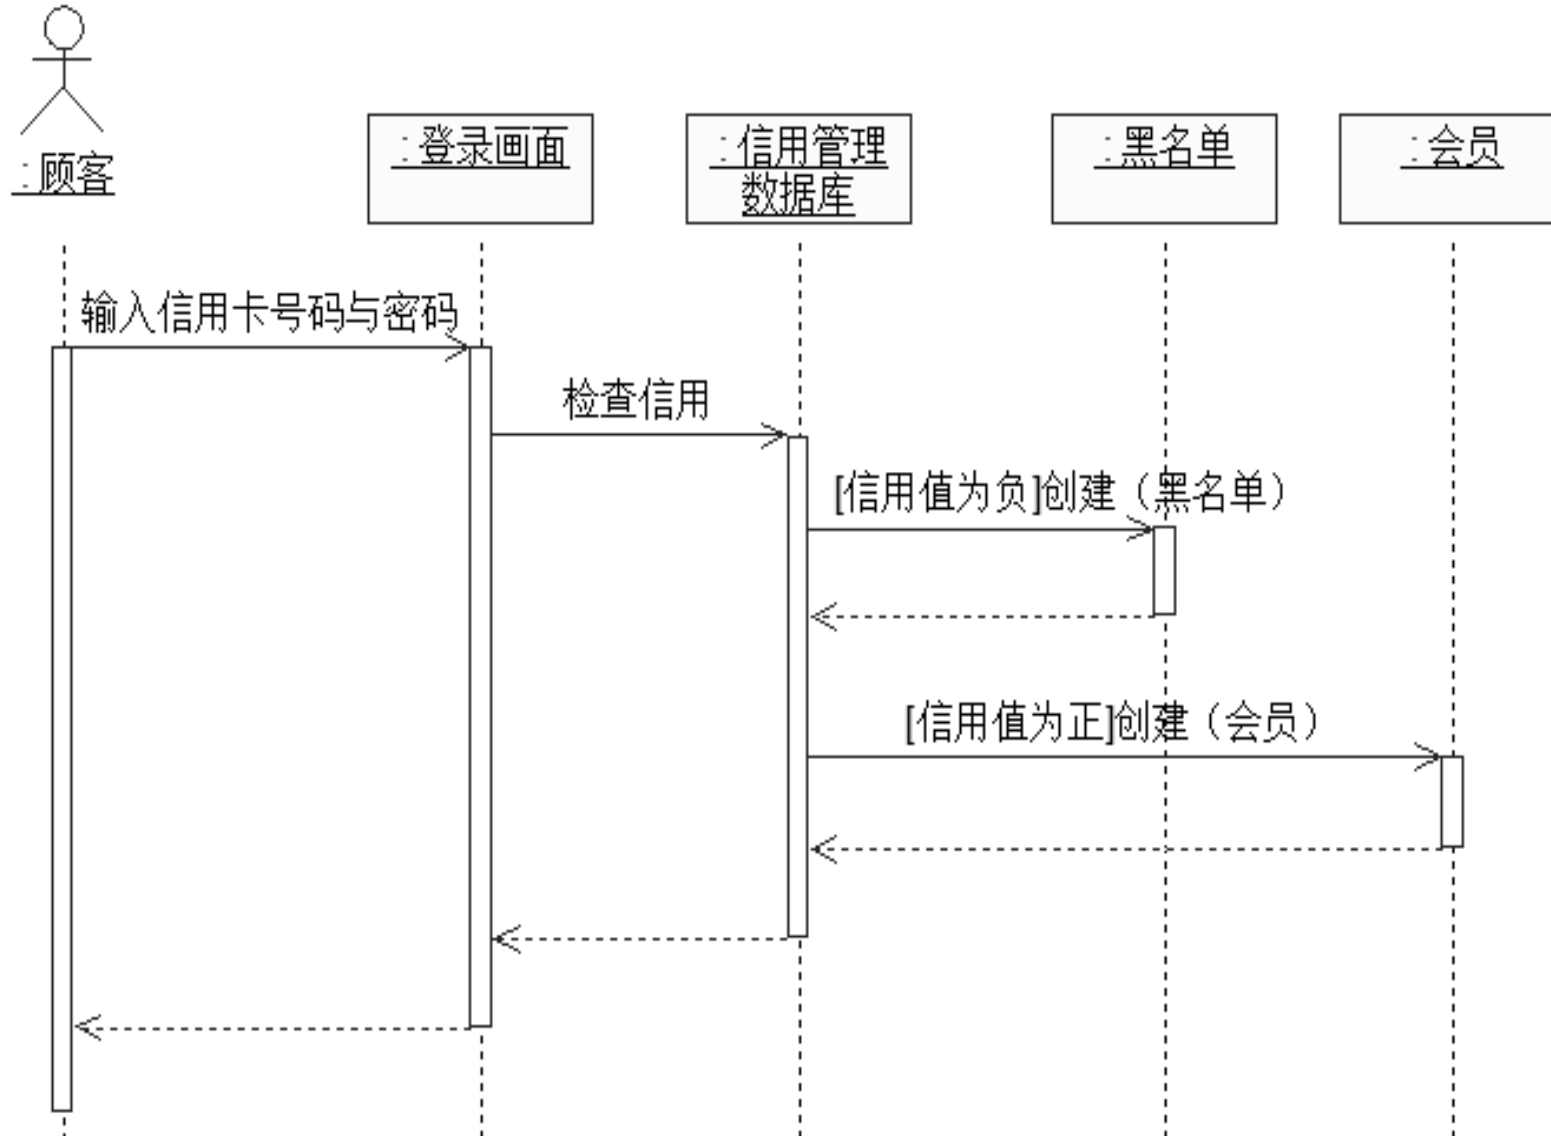 :顾客
:登录画面
:信用管理
数据库
:黑名单
:会员
输入信用卡号码与密码
检查信用
[信用值为负]创建（黑名单）
[信用值为正]创建（会员）